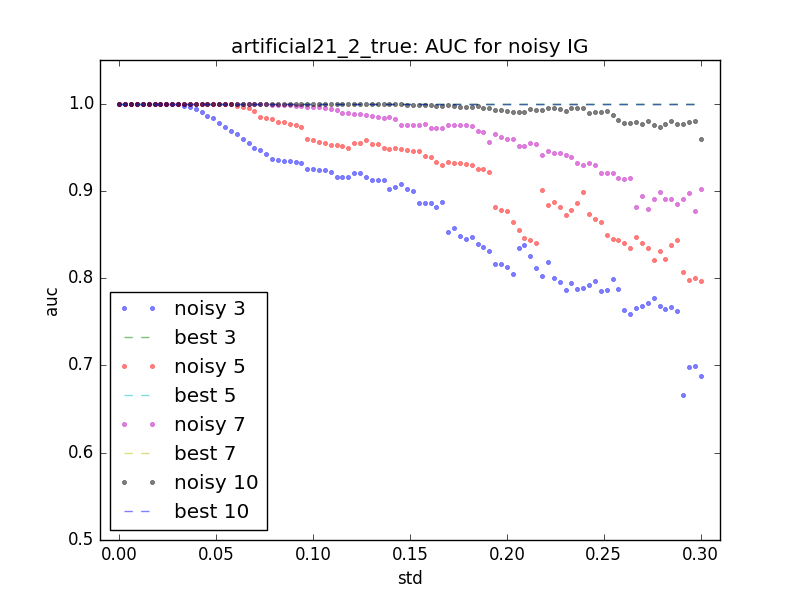 artificial21_2_true: AUC for noisy IG
auc
1.0
0.9
0.8
0.7
0.6
0.5
noisy 3
best 3
noisy 5
best 5
noisy 7
best 7
noisy 10
best 10
0.00 0.05 0.10 0.15 0.20 0.25 0.30
std